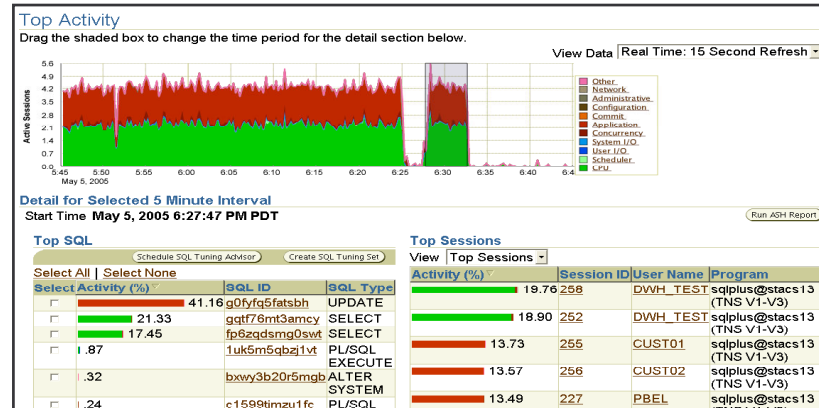 Top Activity
Drag the shaded box to change the time period for the detail section below.
View Data Real Time: 15 Second Refresh
5.6
4.9
4.2
3.5
2.8
2.1
1.4
0.7
0.0
Active Sessions
5:45 5:50 5:55 6:00 6:05 6:10 6:15 6:20 6:25 6:30 6:35 6:40 6:4
May 5, 2005
Other
Network
Administrative
Configuration
Commit
Application
Concurrency
System I/O
User I/O
Scheduler
CPU
Detail for Selected 5 Minute Interval
Start Time May 5, 2005 6:27:47 PM PDT
Run ASH Report
Top SQL
Schedule SQL Tuning Advisor Create SQL Tuning Set
Select All | Select None
Select Activity (%) SQL ID SQL Type
41.16 g0fyfq5fatsbh UPDATE
21.33 gqtf76mt3amcy SELECT
17.45 fp6zqdsmg0swt SELECT
.87 1uk5m5qbzj1vt PL/SQL EXECUTE
.32 bxwy3b20r5mgb ALTER SYSTEM
.24 c1599timzu1fc PL/SQL
Top Sessions
View Top Sessions
Activity (%) Session ID User Name Program
19.76 258 DWH_TEST sqlplus@stacs13 (TNS V1-V3)
18.90 252 DWH_TEST sqlplus@stacs13 (TNS V1-V3)
13.73 255 CUST01 sqlplus@stacs13 (TNS V1-V3)
13.57 256 CUST02 sqlplus@stacs13 (TNS V1-V3)
13.49 227 PBEL sqlplus@stacs13 (TNS V1-V3)